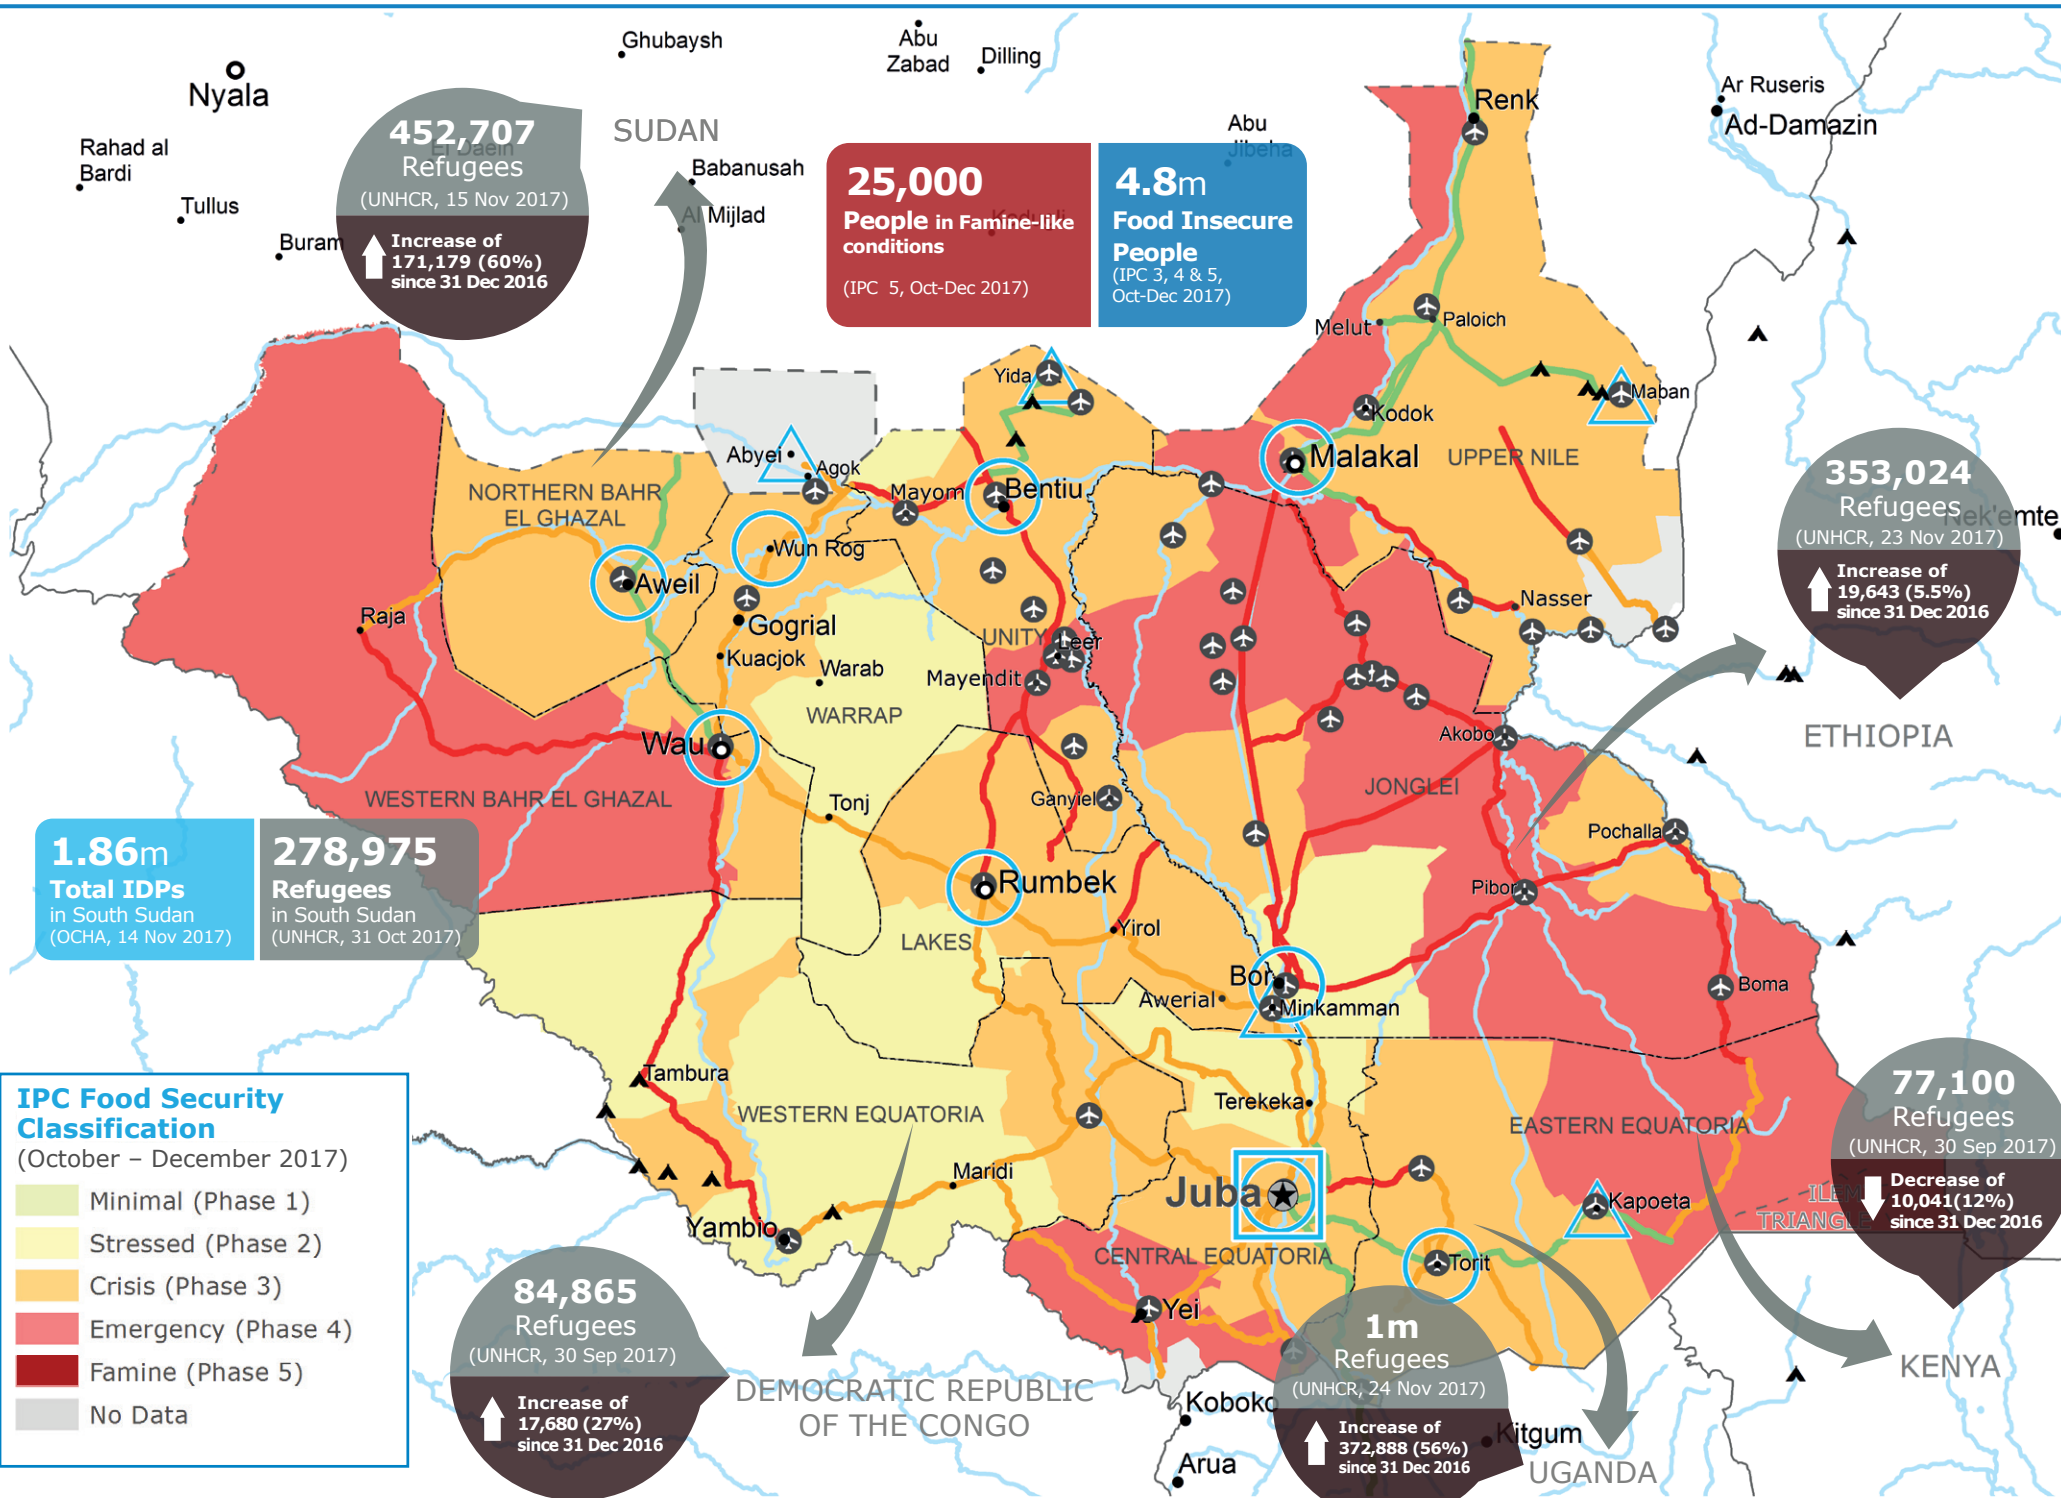 Ghubaysh
Abu
Zabad
Dilling
Nyala
Ar Ruseris
Ad-Damazin
Renk
Rahad al
Bardi
Tullus
Buram
El Daein
452,707
Refugees
(UNHCR, 15 Nov 2017)
Increase of
171,179 (60%)
since 31 Dec 2016
SUDAN
Babanusah
Al Mijlad
Abu
Jibeha
25,000
People in Famine-like
conditions
(IPC 5, Oct-Dec 2017)
4.8m
Food Insecure
People
(IPC 3, 4 & 5,
Oct-Dec 2017)
Melut
Paloich
Yida
Maban
Kodok
Abyei
Agok
Malakal
UPPER NILE
Mayom
Bentiu
NORTHERN BAHR
EL GHAZAL
353,024
Refugees
(UNHCR, 23 Nov 2017)
Increase of
19,643 (5.5%)
since 31 Dec 2016
Nek'emte
Wun Rog
Aweil
Raja
Gogrial
Kuacjok
Warab
WARRAP
UNITY
Leer
Mayendit
Nasser
ETHIOPIA
Akobo
Wau
WESTERN BAHR EL GHAZAL
Tonj
Ganyiel
JONGLEI
Pochalla
1.86m
Total IDPs
in South Sudan
(OCHA, 14 Nov 2017)
278,975
Refugees
in South Sudan
(UNHCR, 31 Oct 2017)
Rumbek
Pibor
LAKES
Yirol
Bor
Awerial
Minkamman
Boma
Tambura
WESTERN EQUATORIA
Terekeka
EASTERN EQUATORIA
77,100
Refugees
(UNHCR, 30 Sep 2017)
Decrease of
10,041(12%)
since 31 Dec 2016
ILEMI
TRIANGLE
Maridi
Juba
Kapoeta
Yambio
CENTRAL EQUATORIA
Torit
Yei
IPC Food Security
Classification
(October – December 2017)
Minimal (Phase 1)
Stressed (Phase 2)
Crisis (Phase 3)
Emergency (Phase 4)
Famine (Phase 5)
No Data
84,865
Refugees
(UNHCR, 30 Sep 2017)
Increase of
17,680 (27%)
since 31 Dec 2016
DEMOCRATIC REPUBLIC
OF THE CONGO
1m
Refugees
(UNHCR, 24 Nov 2017)
Increase of
372,888 (56%)
since 31 Dec 2016
KENYA
Koboko
Kitgum
Arua
UGANDA